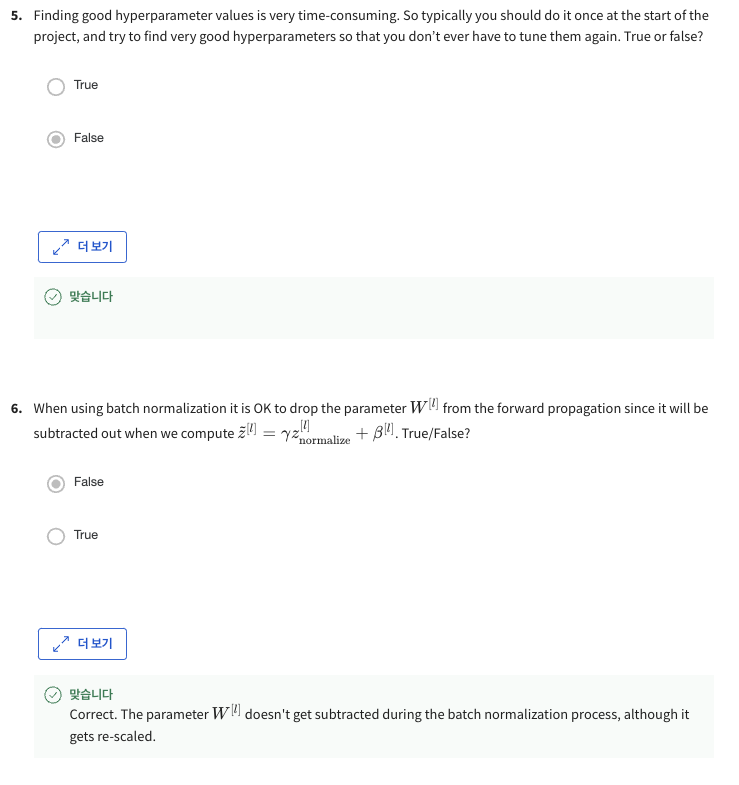 5. Finding good hyperparameter values is very time-consuming. So typically you should do it once at the start of the
project, and try to find very good hyperparameters so that you don't ever have to tune them again. True or false?
True
False
더 보기
맞습니다
6. When using batch normalization it is OK to drop the parameter W^{[l]} from the forward propagation since it will be
subtracted out when we compute z̃^{[l]} = γz^{[l]}_{normalize} + β^{[l]}. True/False?
False
True
더 보기
맞습니다
Correct. The parameter W^{[l]} doesn't get subtracted during the batch normalization process, although it
gets re-scaled.